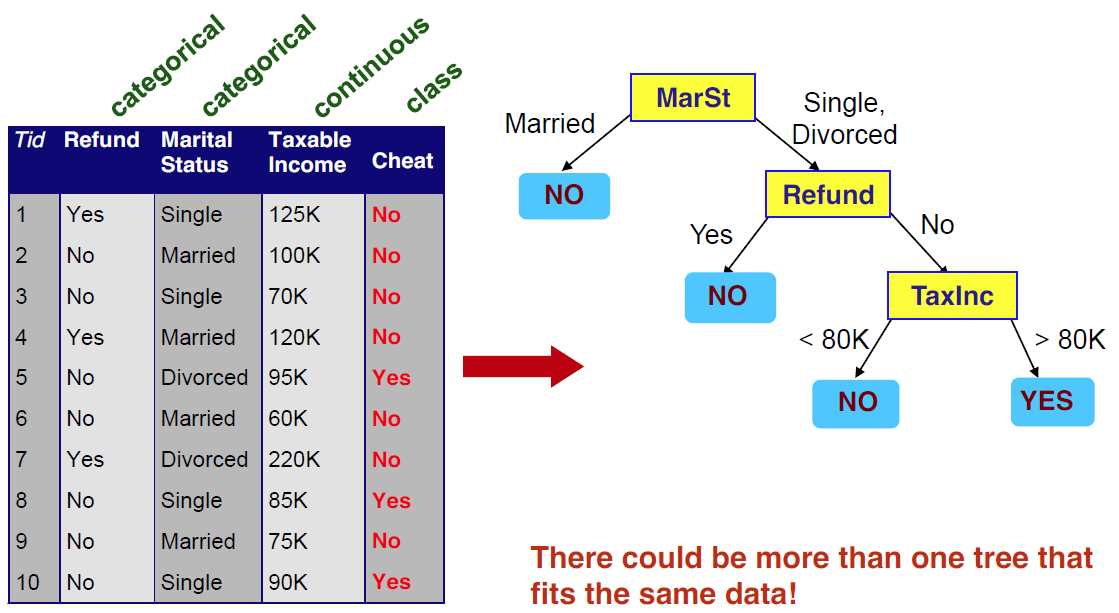 categorical
categorical
continuous
class
Tid Refund Marital Status Taxable Income Cheat
1 Yes Single 125K No
2 No Married 100K No
3 No Single 70K No
4 Yes Married 120K No
5 No Divorced 95K Yes
6 No Married 60K No
7 Yes Divorced 220K No
8 No Single 85K Yes
9 No Married 75K No
10 No Single 90K Yes
MarSt
Married
Single,
Divorced
NO
Refund
Yes
No
NO
TaxInc
< 80K
> 80K
NO
YES
There could be more than one tree that
fits the same data!